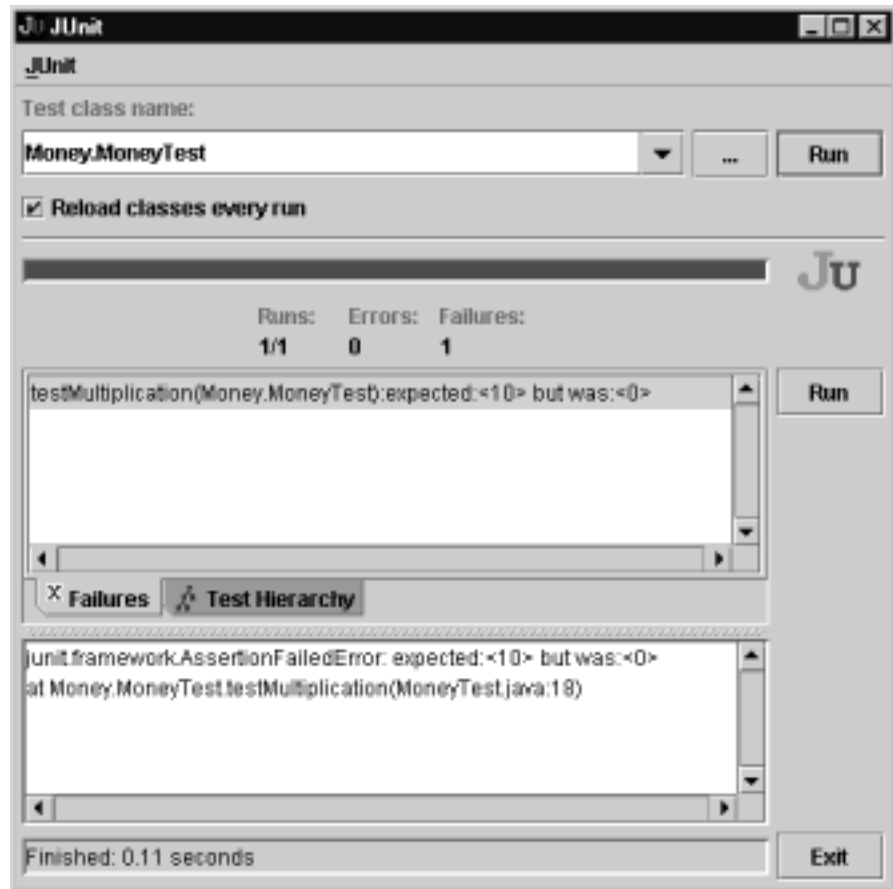 Ju JUnit
JUnit
Test class name:
Money.MoneyTest
...
Run
Reload classes every run
JU
Runs: Errors: Failures:
1/1 0 1
testMultiplication(Money.MoneyTest):expected:<10> but was:<0>
Run
X Failures
Test Hierarchy
junit.framework.AssertionFailedError: expected:<10> but was:<0>
at Money.MoneyTest.testMultiplication(MoneyTest.java:18)
Finished: 0.11 seconds
Exit